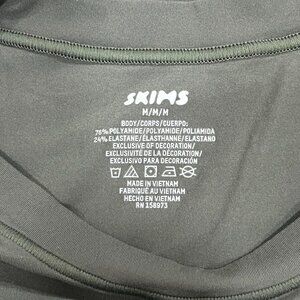 SKIMS
M/M/M
BODY/CORPS/CUERPO:
76% POLYAMIDE/POLYAMIDE/POLIAMIDA
24% ELASTANE/ÉLASTHANNE/ELASTANO
EXCLUSIVE OF DECORATION/
EXCLUSIVITÉ DE LA DÉCORATION/
EXCLUSIVO PARA DECORACIÓN
MADE IN VIETNAM
FABRIQUÉ AU VIETNAM
HECHO EN VIETNAM
RN 158973